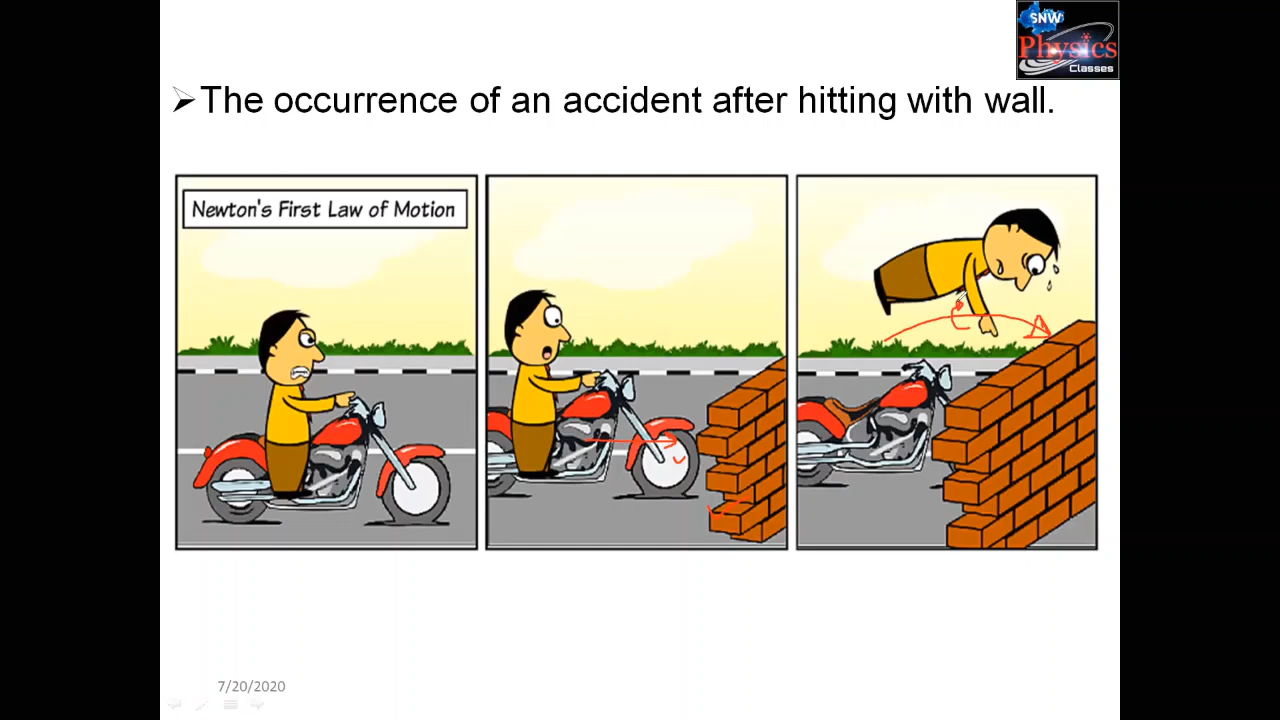 SNW
Physics
Classes
➢The occurrence of an accident after hitting with wall.
Newton's First Law of Motion
7/20/2020